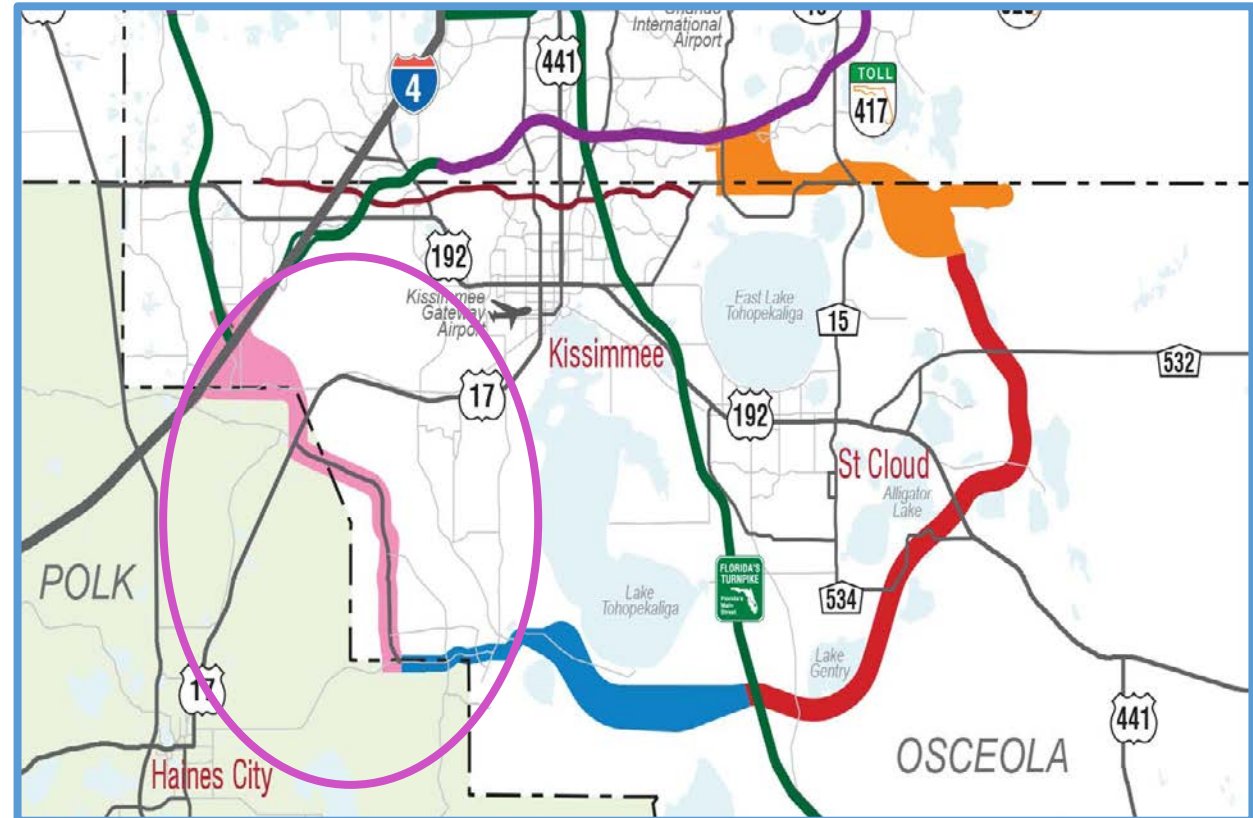 International
Airport
441
4
TOLL
417
192
Kissimmee
Gateway
Airport
East Lake
Tohopekaliga
15
Kissimmee
532
17
192
St Cloud
Alligator
Lake
POLK
FLORIDA'S
TURNPIKE
Lake
Tohopekaliga
534
Lake
Gentry
17
441
OSCEOLA
Haines City